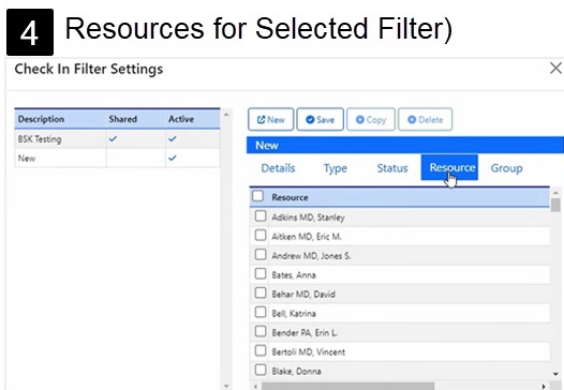 4 Resources for Selected Filter)
Check In Filter Settings
Description Shared Active
BSK Testing
New
New Save Copy Delete
New
Details Type Status Resource Group
Resource
Adkins MD, Stanley
Aitken MD, Eric M.
Andrew MD, Jones S.
Bates, Anna
Behar MD, David
Bell, Katrina
Bender PA, Erin L.
Bertoli MD, Vincent
Blake, Donna